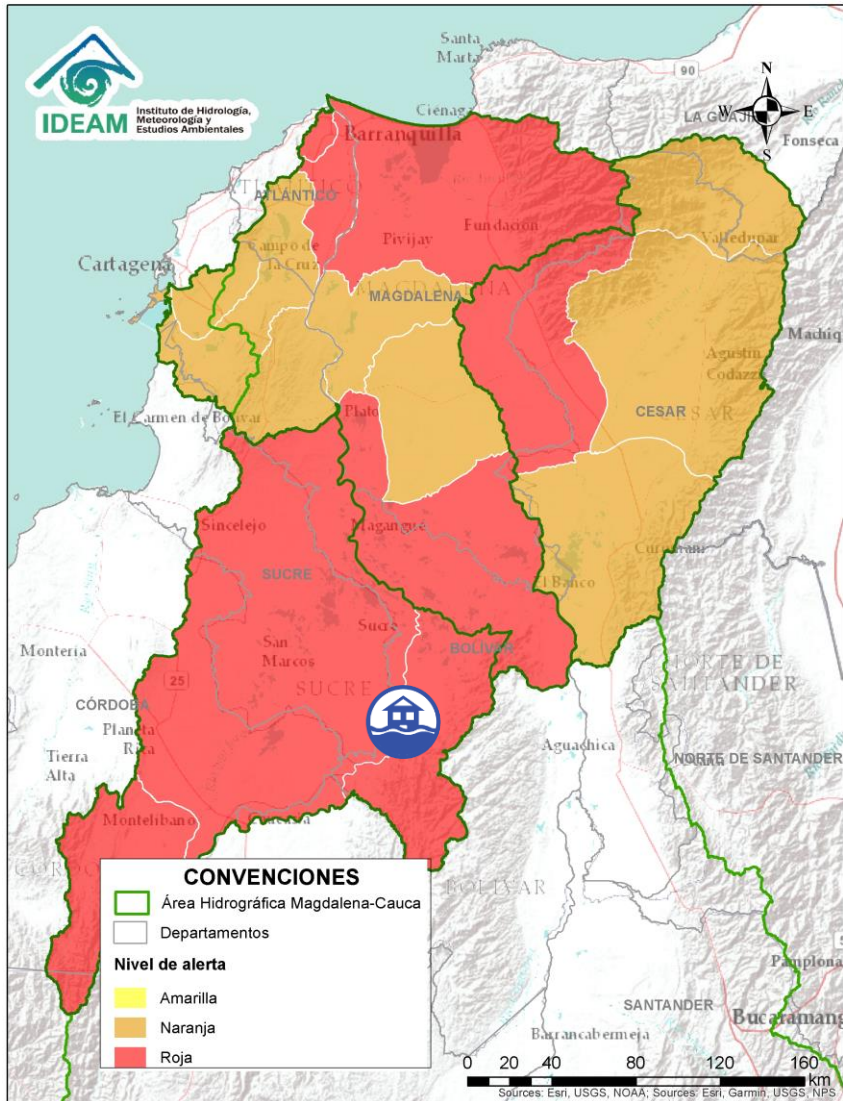 IDEAM
Instituto de Hidrología,
Meteorología y
Estudios Ambientales
Santa
Marta
90
N
W
E
S
Ciénaga
LA GUAJI
Fonseca
Barranquilla
ATLÁNTICO
Fundación
Pivijay
Valledupar
Campo de
la Cruz
Cartagena
MAGDALENA
Machiq
Agustín
Codazzi
CESAR
CESAR
Plato
El Carmen de Bolívar
Sincelejo
Magangué
El Banco
SUCRE
Sucre
BOLÍVAR
San
Marcos
Montería
SUCRE
NORTE DE
SANTANDER
25
CÓRDOBA
Planeta
Rica
Tierra
Alta
Aguachica
NORTE DE SANTANDER
Montelíbano
BOLÍVAR
CONVENCIONES
Área Hidrográfica Magdalena-Cauca
Departamentos
Nivel de alerta
Amarilla
Naranja
Roja
Pamplona
SANTANDER
Bucaramang
Barrancabermeja
0 20 40 80 120 160
km
Sources: Esri, USGS, NOAA; Sources: Esri, Garmin, USGS, NPS